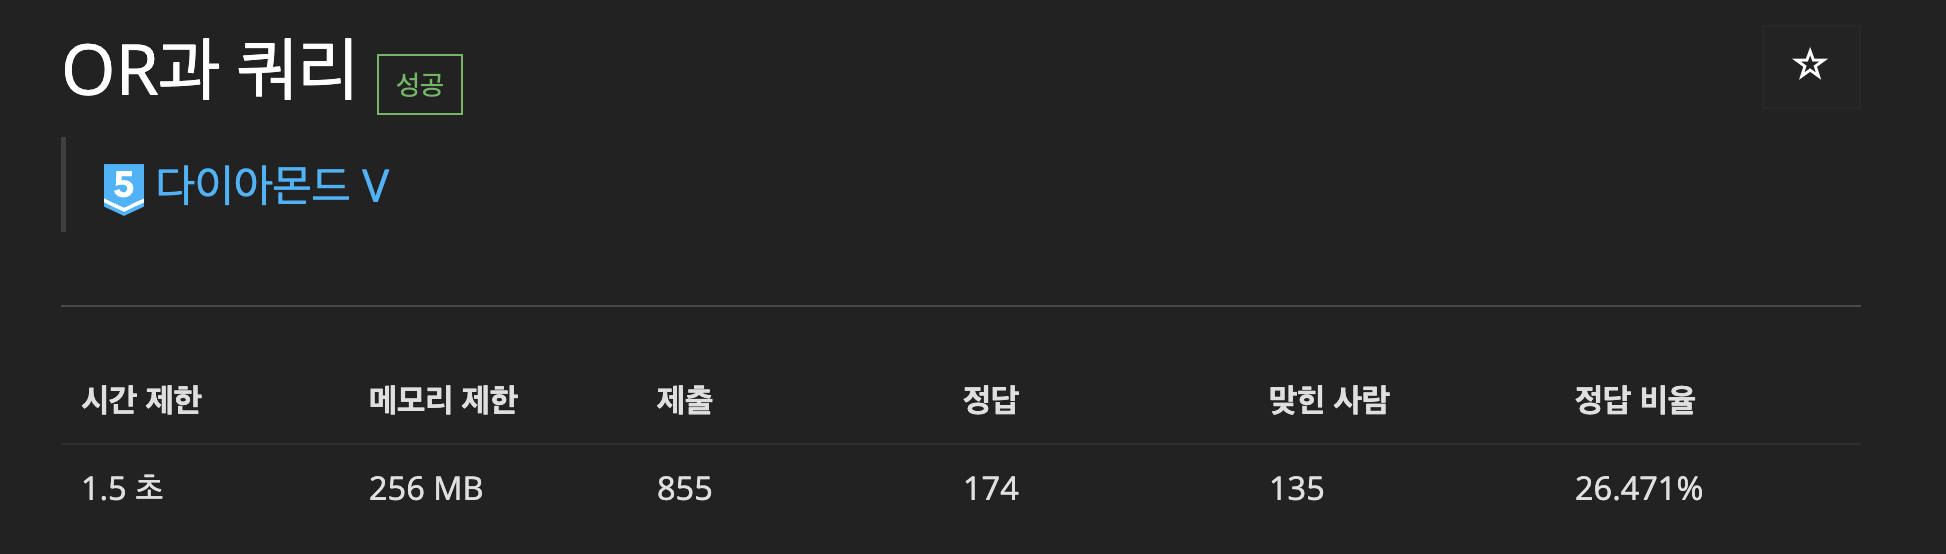 OR과 쿼리 성공
5 다이아몬드 V
시간 제한 메모리 제한 제출 정답 맞힌 사람 정답 비율
1.5 초 256 MB 855 174 135 26.471%